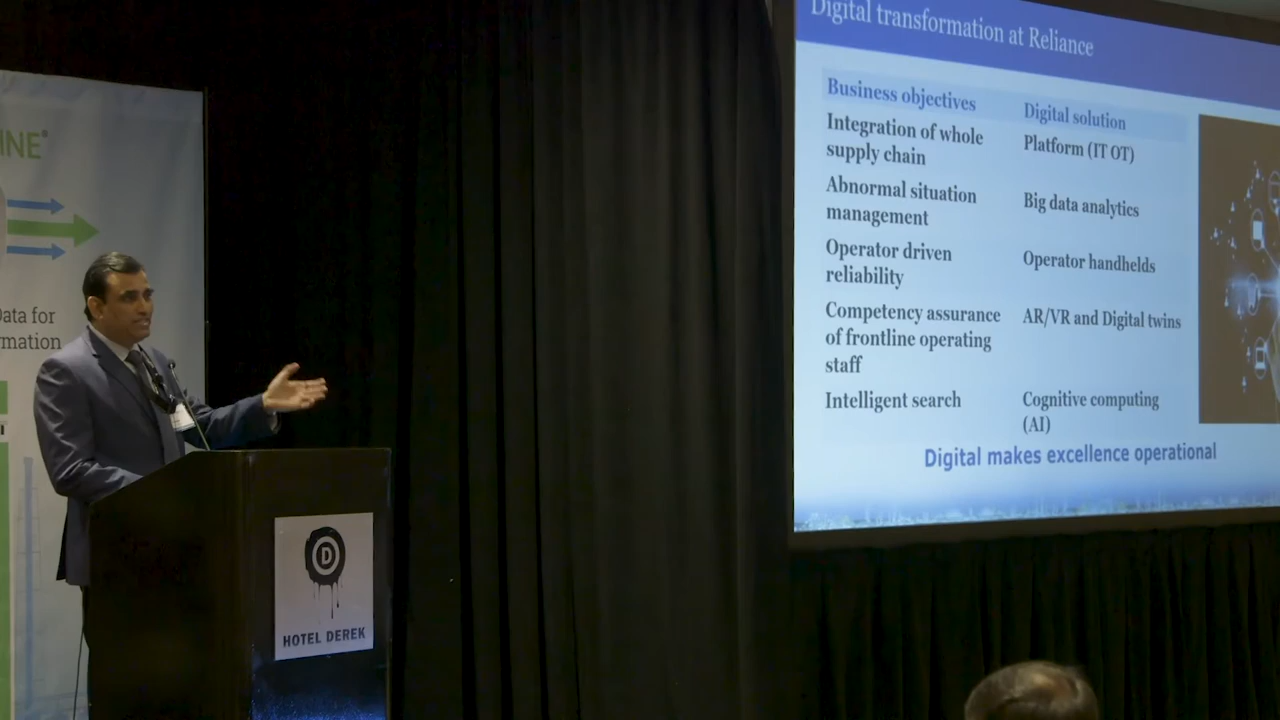 INE
Data for
rmation
D
HOTEL DEREK
Digital transformation at Reliance
Business objectives
Digital solution
Integration of whole
supply chain
Platform (IT OT)
Abnormal situation
management
Big data analytics
Operator driven
reliability
Operator handhelds
Competency assurance
of frontline operating
staff
AR/VR and Digital twins
Intelligent search
Cognitive computing
(AI)
Digital makes excellence operational